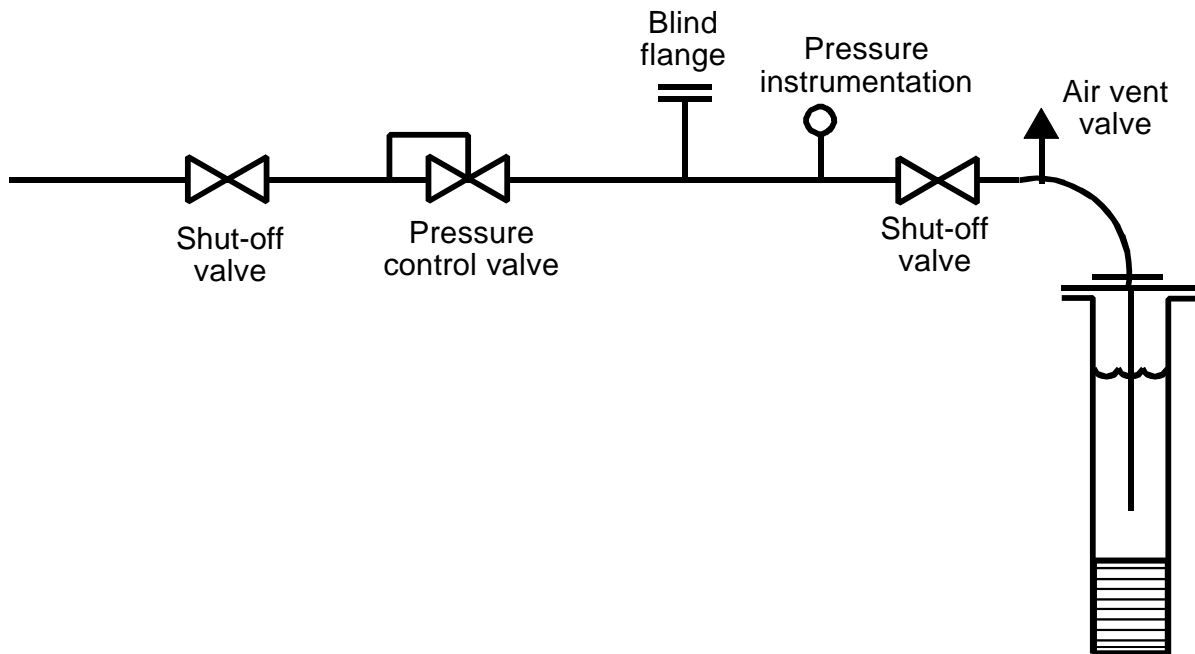 Blind
flange
Pressure
instrumentation
Air vent
valve
Shut-off
valve
Pressure
control valve
Shut-off
valve